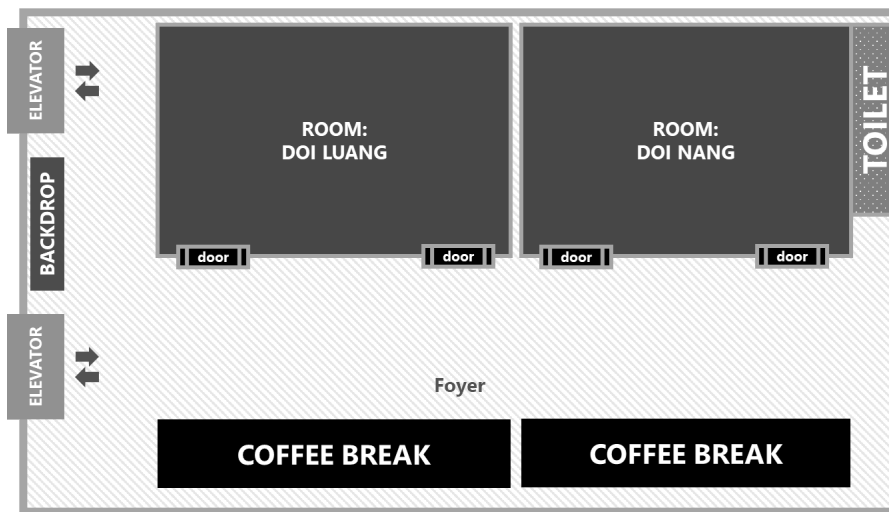 ELEVATOR
ROOM:
DOI LUANG
ROOM:
DOI NANG
TOILET
BACKDROP
door
door
door
door
ELEVATOR
Foyer
COFFEE BREAK
COFFEE BREAK